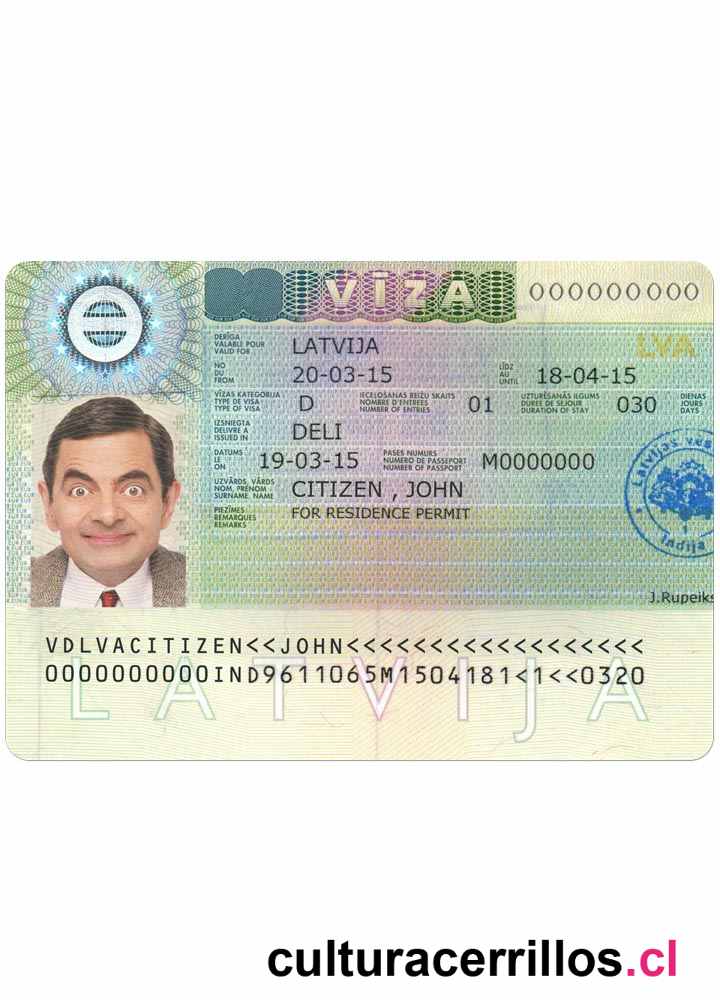 VĪZA
000000000
DERĪGA
VALABLE POUR
VALID FOR
LATVIJA
LVA
NO
DU
FROM
20-03-15
LĪDZ
AU
UNTIL
18-04-15
VĪZAS KATEGORIJA
TYPE DE VISA
TYPE OF VISA
D
IECEĻOŠANAS REIŽU SKAITS
NOMBRE D'ENTREES
NUMBER OF ENTRIES
01
UZTURĒŠANĀS ILGUMS
DUREE DE SEJOUR
DURATION OF STAY
030
DIENAS
JOURS
DAYS
IZSNIEGTA
DELIVRE A
ISSUED IN
DELI
DATUMS
LE
ON
19-03-15
PASES NUMURS
NUMERO DE PASSEPORT
NUMBER OF PASSPORT
M0000000
UZVĀRDS, VĀRDS
NOM, PRENOM
SURNAME, NAME
CITIZEN , JOHN
PIEZĪMES
REMARQUES
REMARKS
FOR RESIDENCE PERMIT
Latvijas vēs
Indija
J.Rupeiks
VDLVACITIZEN<<JOHN<<<<<<<<<<<<<<<<<<
0000000000IND9611065M1504181<1<<0320
LATVIJA
culturacerrillos.cl